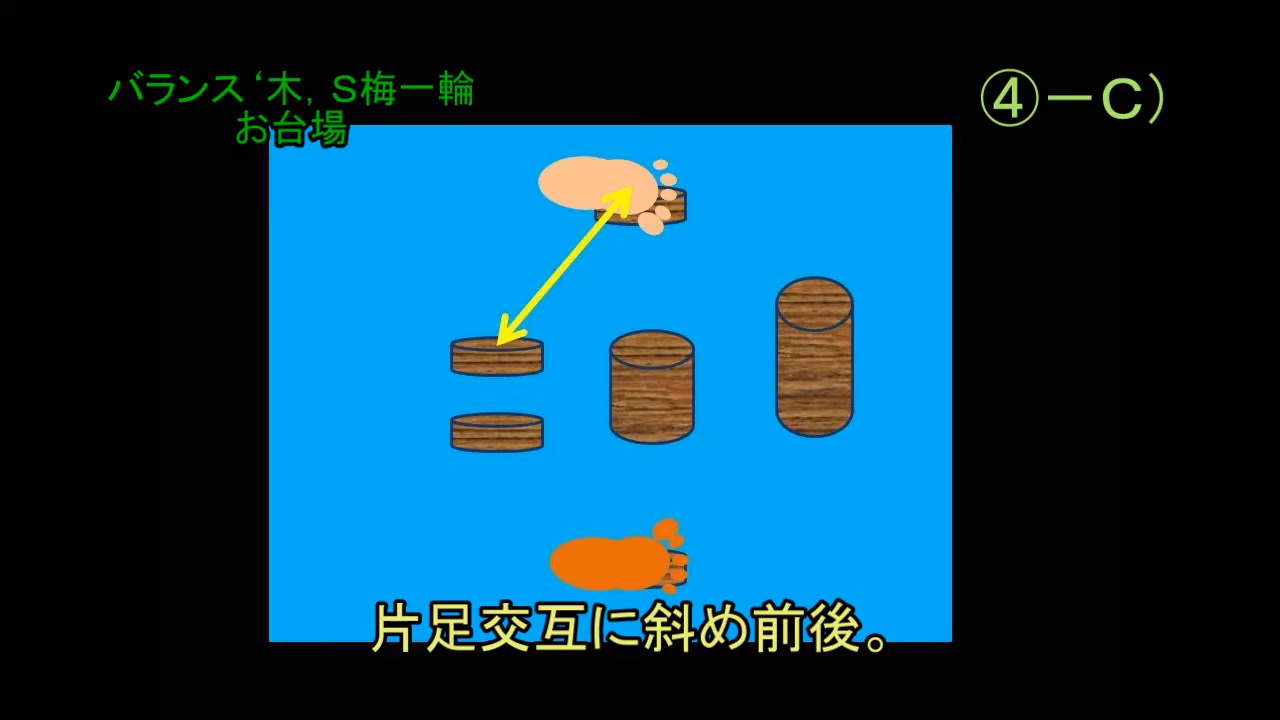 バランス‘木，Ｓ梅一輪
お台場
④－Ｃ）
片足交互に斜め前後。